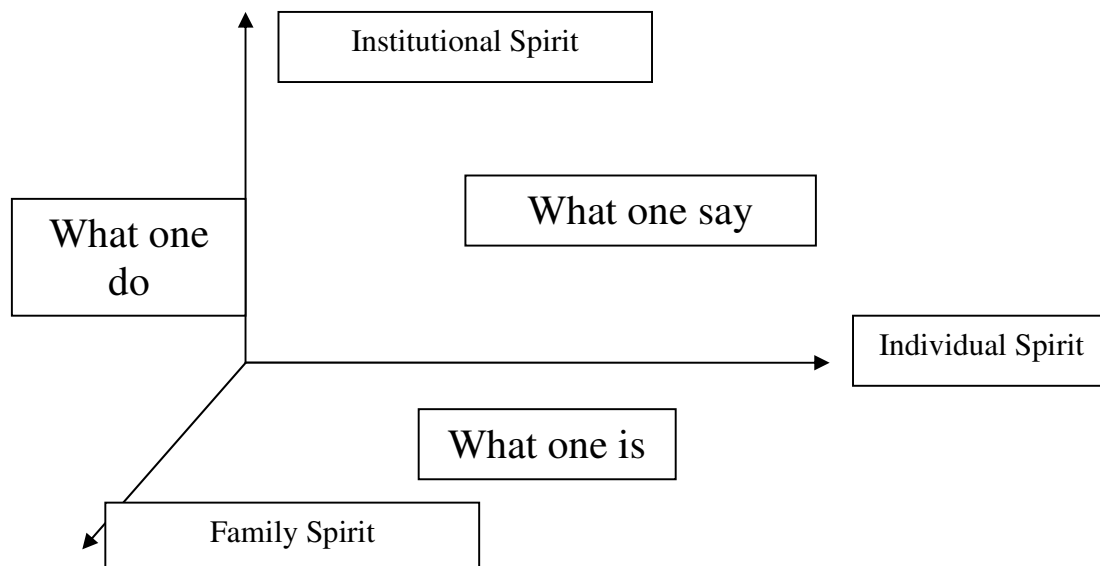 Institutional Spirit
What one say
What one
do
Individual Spirit
What one is
Family Spirit